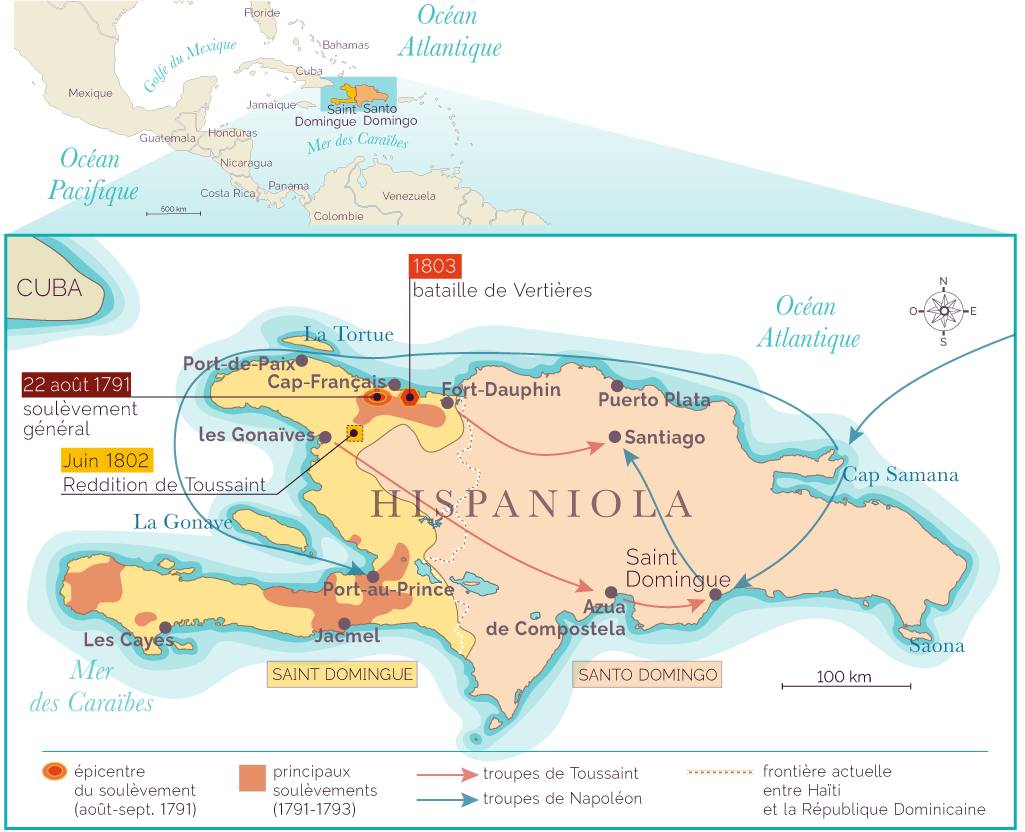 Floride
Océan
Atlantique
Golfe du Mexique
Bahamas
Cuba
Mexique
Jamaïque
Saint
Domingue
Santo
Domingo
Mer des Caraïbes
Guatemala
Honduras
Nicaragua
Océan
Pacifique
Costa Rica
Panama
Venezuela
Colombie
500 km
CUBA
1803
bataille de Vertières
Océan
Atlantique
N
O
E
S
La Tortue
Port-de-Paix
Cap-Français
Fort-Dauphin
Puerto Plata
22 août 1791
soulèvement
général
les Gonaïves
Santiago
Juin 1802
Reddition de Toussaint
Cap Samana
HISPANIOLA
La Gonave
Saint
Domingue
Port-au-Prince
Azua
de Compostela
Les Cayes
Jacmel
Saona
Mer
des Caraïbes
SAINT DOMINGUE
SANTO DOMINGO
100 km
épicentre
du soulèvement
(août-sept. 1791)
principaux
soulèvements
(1791-1793)
troupes de Toussaint
troupes de Napoléon
frontière actuelle
entre Haïti
et la République Dominicaine